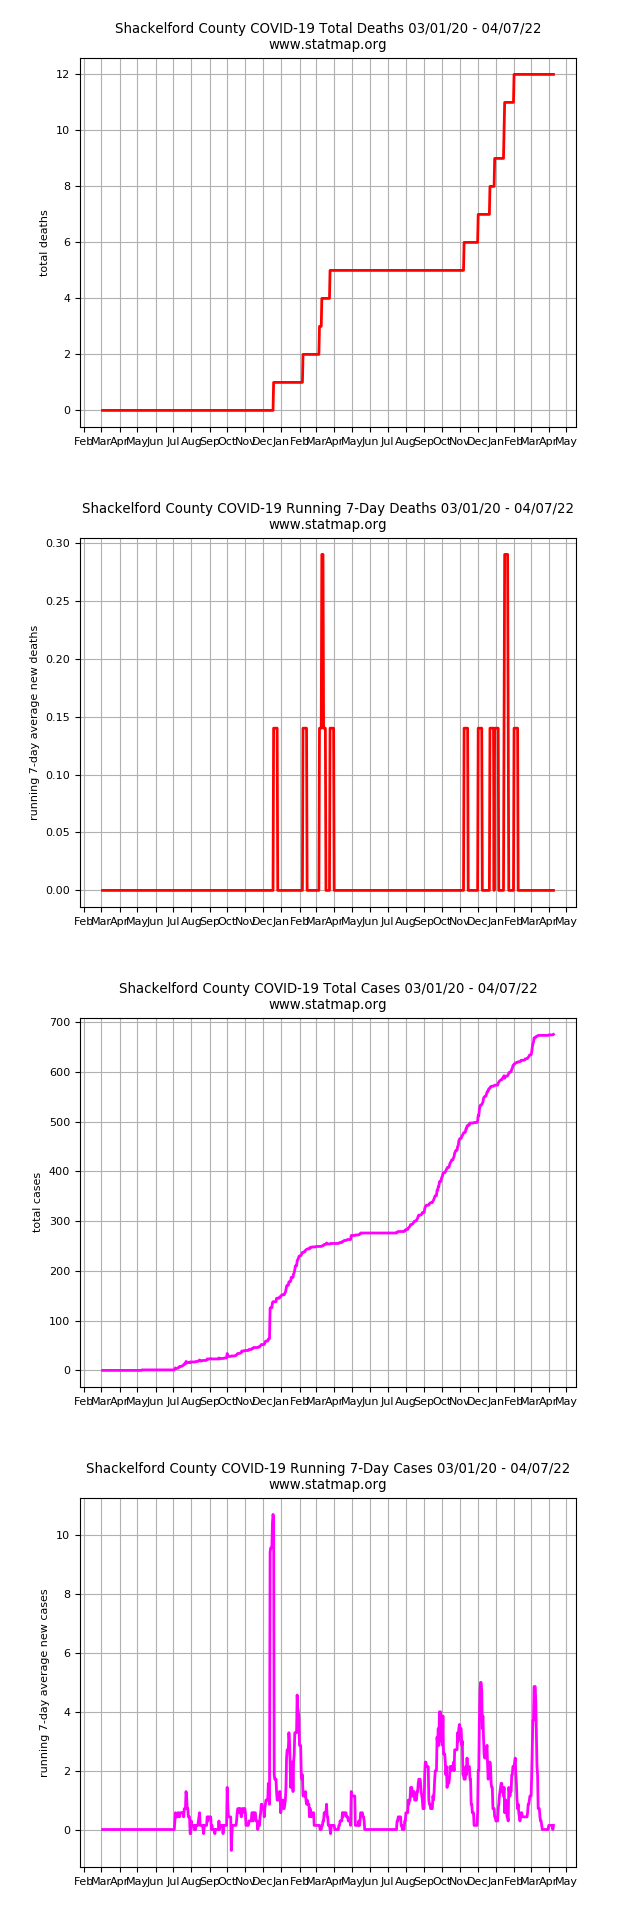 Shackelford County COVID-19 Total Deaths 03/01/20 - 04/07/22
www.statmap.org
12
10
8
6
4
2
0
total deaths
Feb Mar Apr May Jun Jul Aug Sep Oct Nov Dec Jan Feb Mar Apr May Jun Jul Aug Sep Oct Nov Dec Jan Feb Mar Apr May
Shackelford County COVID-19 Running 7-Day Deaths 03/01/20 - 04/07/22
www.statmap.org
0.30
0.25
0.20
0.15
0.10
0.05
0.00
running 7-day average new deaths
Feb Mar Apr May Jun Jul Aug Sep Oct Nov Dec Jan Feb Mar Apr May Jun Jul Aug Sep Oct Nov Dec Jan Feb Mar Apr May
Shackelford County COVID-19 Total Cases 03/01/20 - 04/07/22
www.statmap.org
700
600
500
400
300
200
100
0
total cases
Feb Mar Apr May Jun Jul Aug Sep Oct Nov Dec Jan Feb Mar Apr May Jun Jul Aug Sep Oct Nov Dec Jan Feb Mar Apr May
Shackelford County COVID-19 Running 7-Day Cases 03/01/20 - 04/07/22
www.statmap.org
10
8
6
4
2
0
running 7-day average new cases
Feb Mar Apr May Jun Jul Aug Sep Oct Nov Dec Jan Feb Mar Apr May Jun Jul Aug Sep Oct Nov Dec Jan Feb Mar Apr May